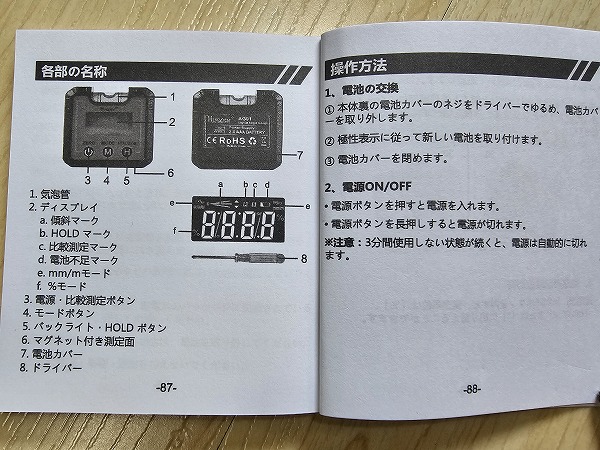 各部の名称
1
2
3
4
5
6
7
AG01
2 X AAA BATTERY
CE RoHS
a
b
c
d
e
e
f
8
1. 気泡管
2. ディスプレイ
a. 傾斜マーク
b. HOLD マーク
c. 比較測定マーク
d. 電池不足マーク
e. mm/mモード
f. %モード
3. 電源・比較測定ボタン
4. モードボタン
5. バックライト・HOLD ボタン
6. マグネット付き測定面
7. 電池カバー
8. ドライバー
-87-
操作方法
1、電池の交換
① 本体裏の電池カバーのネジをドライバーでゆるめ、電池カバ
ーを取り外します。
② 極性表示に従って新しい電池を取り付けます。
③ 電池カバーを閉めます。
2、電源ON/OFF
• 電源ボタンを押すと電源を入れます。
• 電源ボタンを長押しすると電源が切れます。
※注意：3分間使用しない状態が続くと、電源は自動的に切れ
ます。
-88-